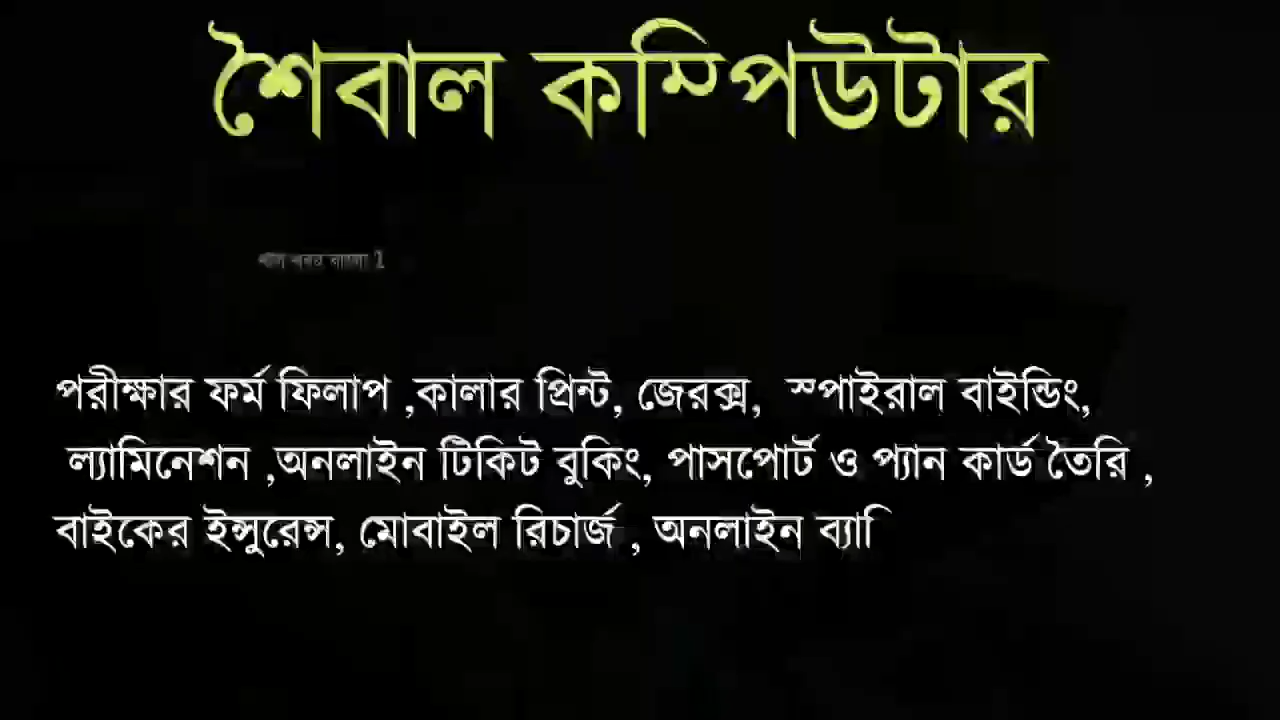 শৈবাল কম্পিউটার
পরীক্ষার ফর্ম ফিলাপ ,কালার প্রিন্ট, জেরক্স, স্পাইরাল বাইন্ডিং,
ল্যামিনেশন ,অনলাইন টিকিট বুকিং, পাসপোর্ট ও প্যান কার্ড তৈরি ,
বাইকের ইন্সুরেন্স, মোবাইল রিচার্জ , অনলাইন ব্যাি